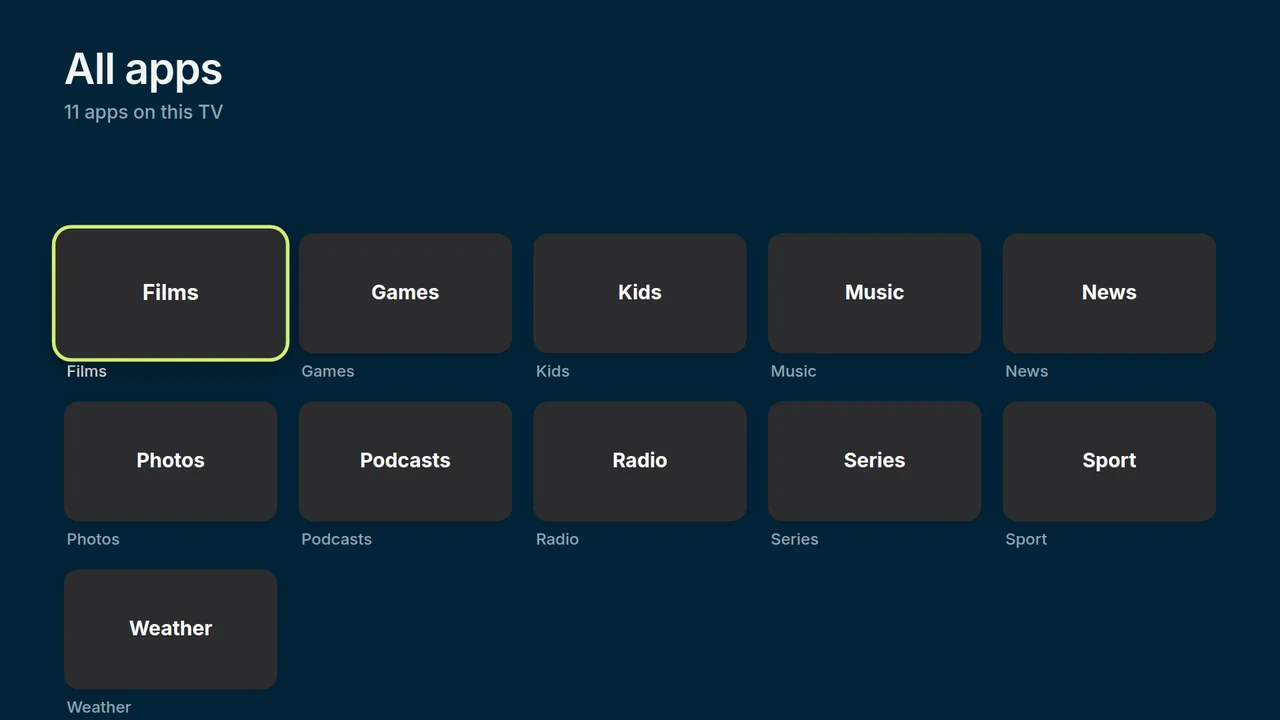 All apps
11 apps on this TV
Films
Games
Kids
Music
News
Films
Games
Kids
Music
News
Photos
Podcasts
Radio
Series
Sport
Photos
Podcasts
Radio
Series
Sport
Weather
Weather